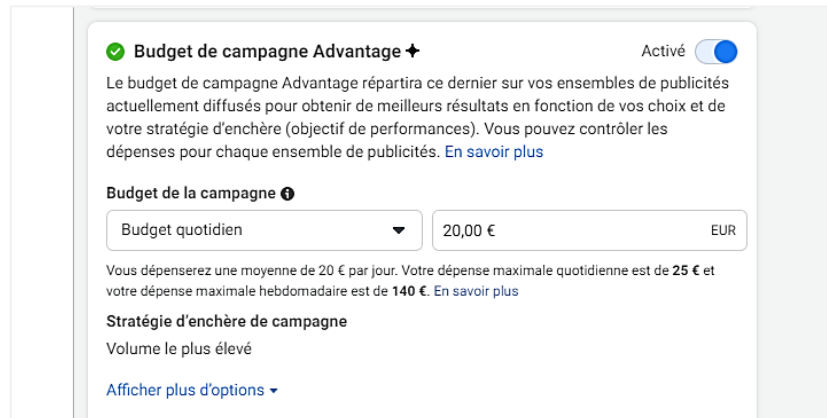 Budget de campagne Advantage
Activé
Le budget de campagne Advantage répartira ce dernier sur vos ensembles de publicités
actuellement diffusés pour obtenir de meilleurs résultats en fonction de vos choix et de
votre stratégie d'enchère (objectif de performances). Vous pouvez contrôler les
dépenses pour chaque ensemble de publicités. En savoir plus
Budget de la campagne
Budget quotidien
20,00 €
EUR
Vous dépenserez une moyenne de 20 € par jour. Votre dépense maximale quotidienne est de 25 € et
votre dépense maximale hebdomadaire est de 140 €. En savoir plus
Stratégie d'enchère de campagne
Volume le plus élevé
Afficher plus d'options